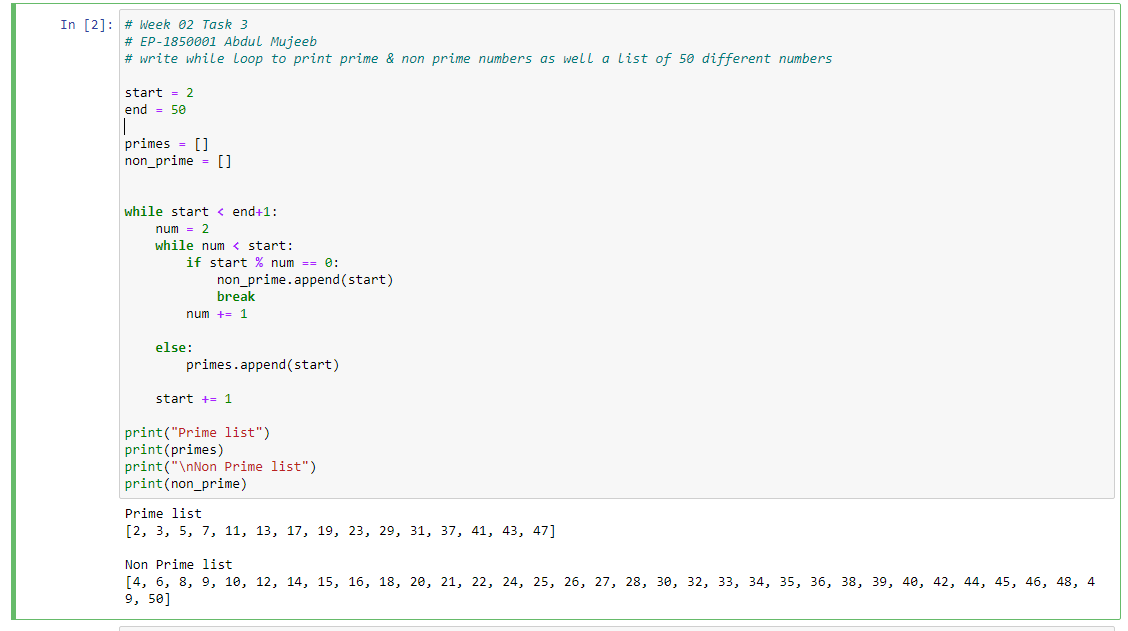 In [2]: # Week 02 Task 3
# EP-1850001 Abdul Mujeeb
# write while loop to print prime & non prime numbers as well a list of 50 different numbers
start = 2
end = 50
primes = []
non_prime = []
while start < end+1:
    num = 2
    while num < start:
        if start % num == 0:
            non_prime.append(start)
            break
        num += 1
    else:
        primes.append(start)
    start += 1
print("Prime list")
print(primes)
print("\nNon Prime list")
print(non_prime)
Prime list
[2, 3, 5, 7, 11, 13, 17, 19, 23, 29, 31, 37, 41, 43, 47]
Non Prime list
[4, 6, 8, 9, 10, 12, 14, 15, 16, 18, 20, 21, 22, 24, 25, 26, 27, 28, 30, 32, 33, 34, 35, 36, 38, 39, 40, 42, 44, 45, 46, 48, 4
9, 50]